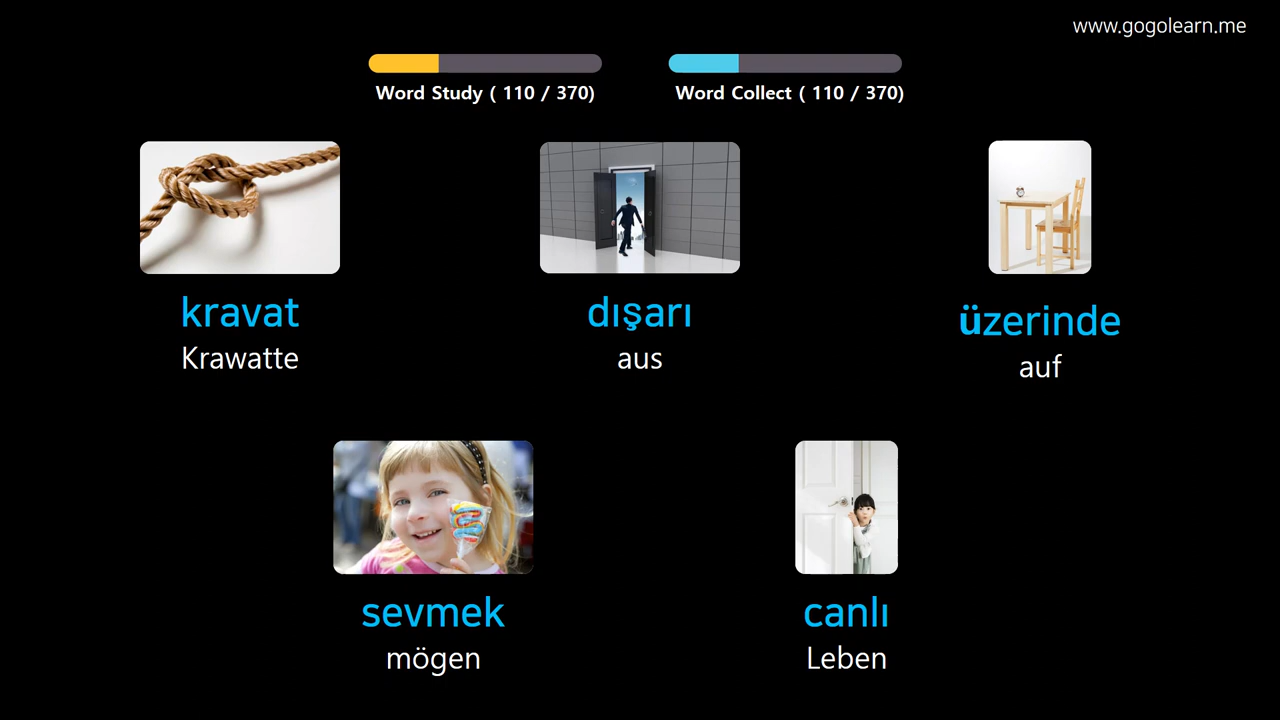 www.gogolearn.me
Word Study ( 110 / 370)
Word Collect ( 110 / 370)
kravat
Krawatte
dışarı
aus
üzerinde
auf
sevmek
mögen
canlı
Leben